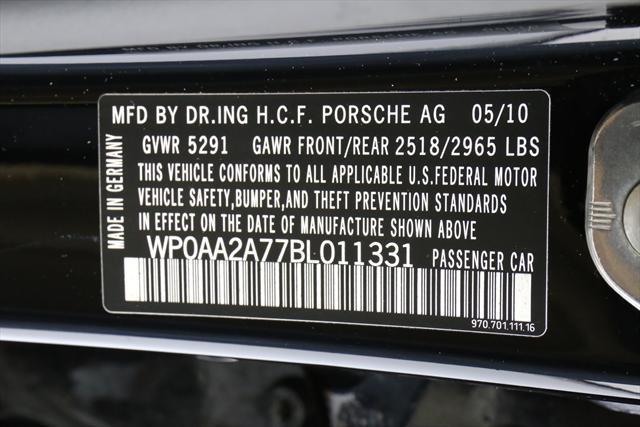 MFD BY DR.ING H.C.F. PORSCHE AG 05/10
GVWR 5291 GAWR FRONT/REAR 2518/2965 LBS
THIS VEHICLE CONFORMS TO ALL APPLICABLE U.S.FEDERAL MOTOR
VEHICLE SAFETY,BUMPER,AND THEFT PREVENTION STANDARDS
IN EFFECT ON THE DATE OF MANUFACTURE SHOWN ABOVE
WP0AA2A77BL011331 PASSENGER CAR
970.701.111.16
MADE IN GERMANY